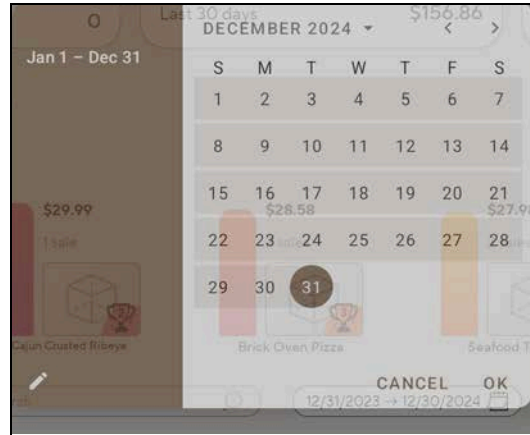 0
Last 30 days
$156.86
DECEMBER 2024
Jan 1 – Dec 31
S M T W T F S
1 2 3 4 5 6 7
8 9 10 11 12 13 14
15 16 17 18 19 20 21
$29.99
$28.58
1 sale
22 23 24 25 26 27 28
29 30 31
Cajun Crusted Ribeye
Brick Oven Pizza
Seafood
CANCEL OK
12/31/2023 → 12/30/2024